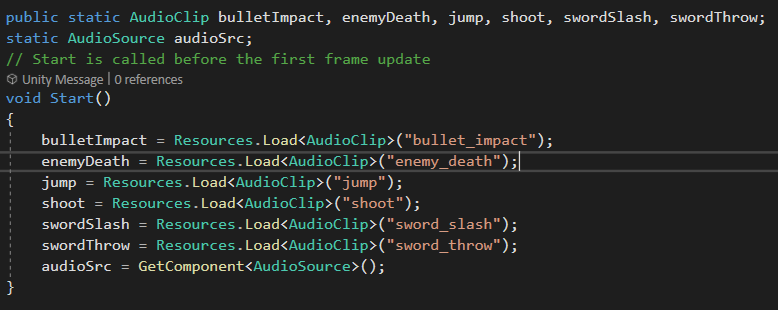 public static AudioClip bulletImpact, enemyDeath, jump, shoot, swordSlash, swordThrow;
static AudioSource audioSrc;
// Start is called before the first frame update
Unity Message | 0 references
void Start()
{
    bulletImpact = Resources.Load<AudioClip>("bullet_impact");
    enemyDeath = Resources.Load<AudioClip>("enemy_death");
    jump = Resources.Load<AudioClip>("jump");
    shoot = Resources.Load<AudioClip>("shoot");
    swordSlash = Resources.Load<AudioClip>("sword_slash");
    swordThrow = Resources.Load<AudioClip>("sword_throw");
    audioSrc = GetComponent<AudioSource>();
}